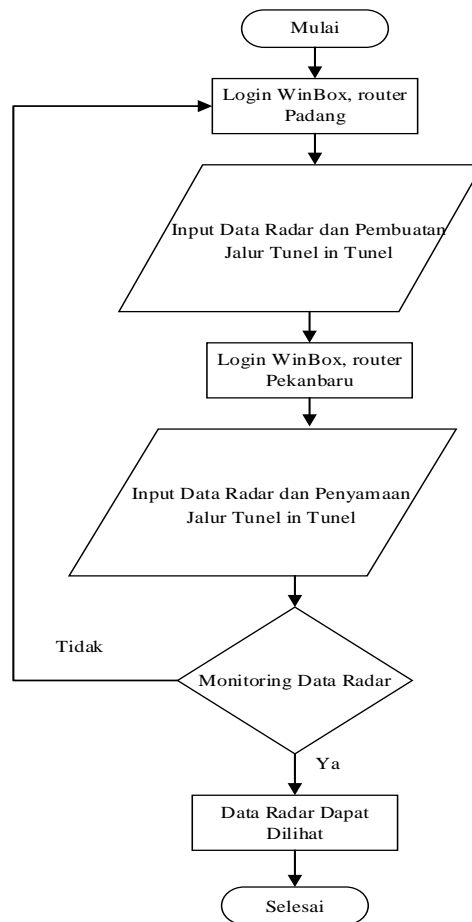 Mulai
Login WinBox, router
Padang
Input Data Radar dan Pembuatan
Jalur Tunel in Tunel
Login WinBox, router
Pekanbaru
Input Data Radar dan Penyamaan
Jalur Tunel in Tunel
Tidak
Monitoring Data Radar
Ya
Data Radar Dapat
Dilihat
Selesai